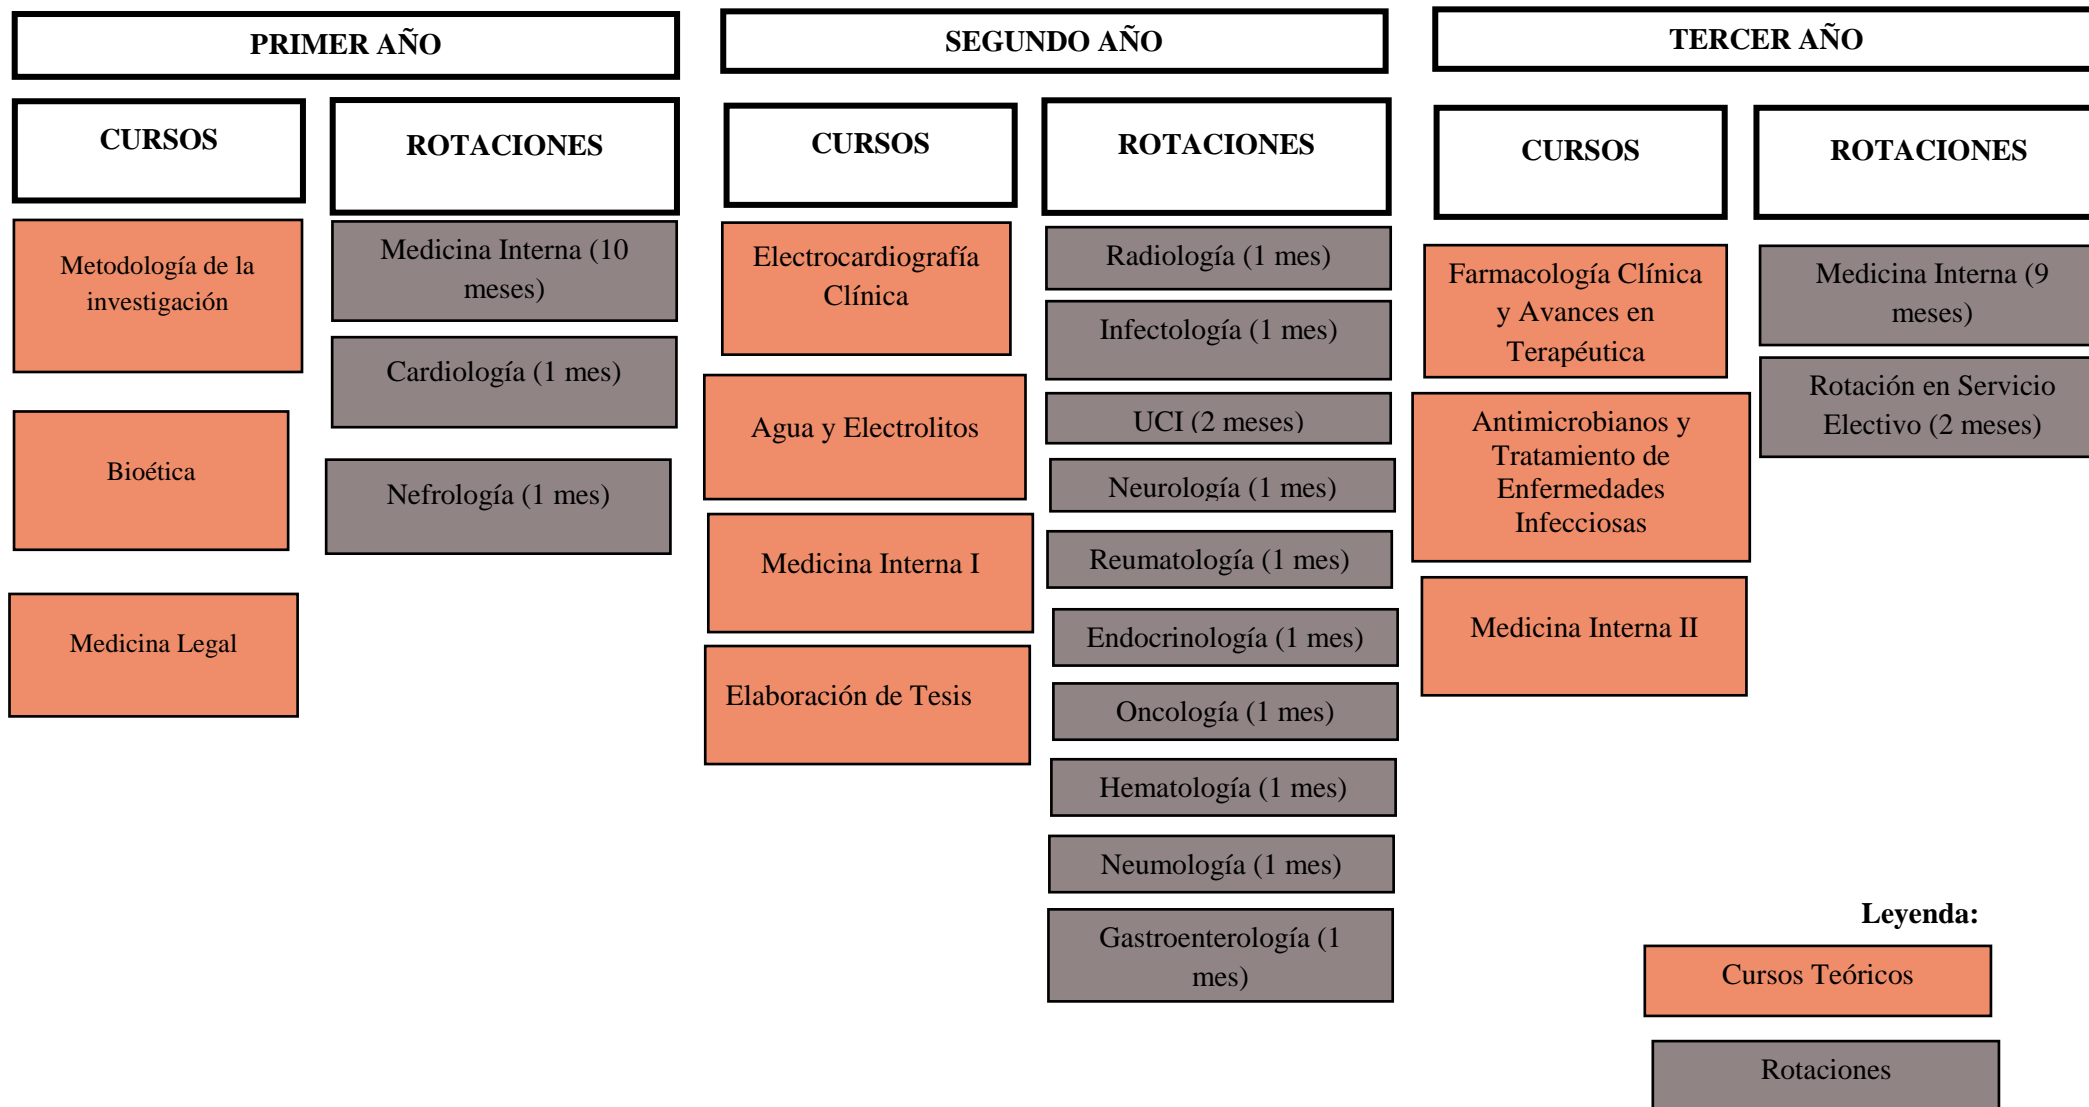 PRIMER AÑO
CURSOS
ROTACIONES
Metodología de la
investigación
Bioética
Medicina Legal
Medicina Interna (10
meses)
Cardiología (1 mes)
Nefrología (1 mes)
SEGUNDO AÑO
CURSOS
ROTACIONES
Electrocardiografía
Clínica
Agua y Electrolitos
Medicina Interna I
Elaboración de Tesis
Radiología (1 mes)
Infectología (1 mes)
UCI (2 meses)
Neurología (1 mes)
Reumatología (1 mes)
Endocrinología (1 mes)
Oncología (1 mes)
Hematología (1 mes)
Neumología (1 mes)
Gastroenterología (1
mes)
TERCER AÑO
CURSOS
ROTACIONES
Farmacología Clínica
y Avances en
Terapéutica
Antimicrobianos y
Tratamiento de
Enfermedades
Infecciosas
Medicina Interna II
Medicina Interna (9
meses)
Rotación en Servicio
Electivo (2 meses)
Leyenda:
Cursos Teóricos
Rotaciones